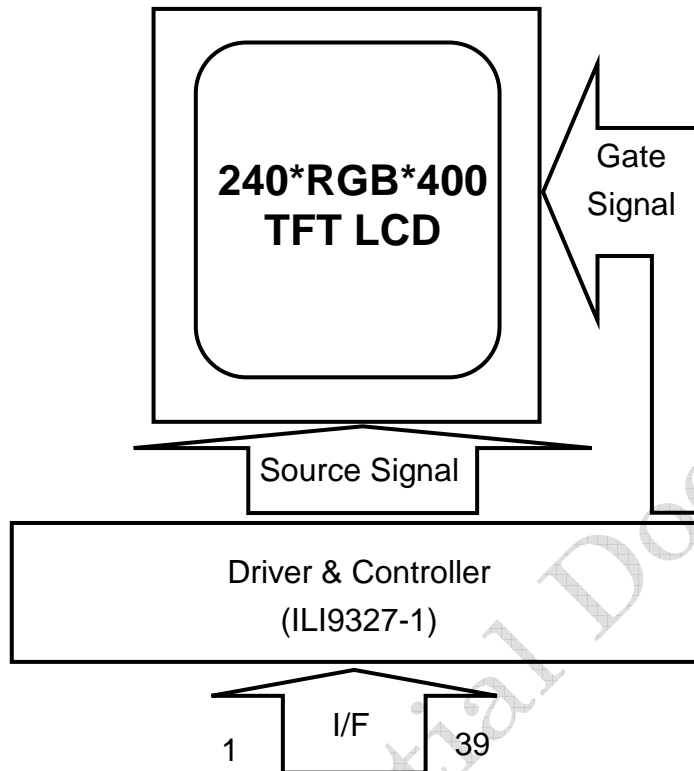 240*RGB*400
TFT LCD
Gate
Signal
Source Signal
Driver & Controller
(ILI9327-1)
I/F
1
39